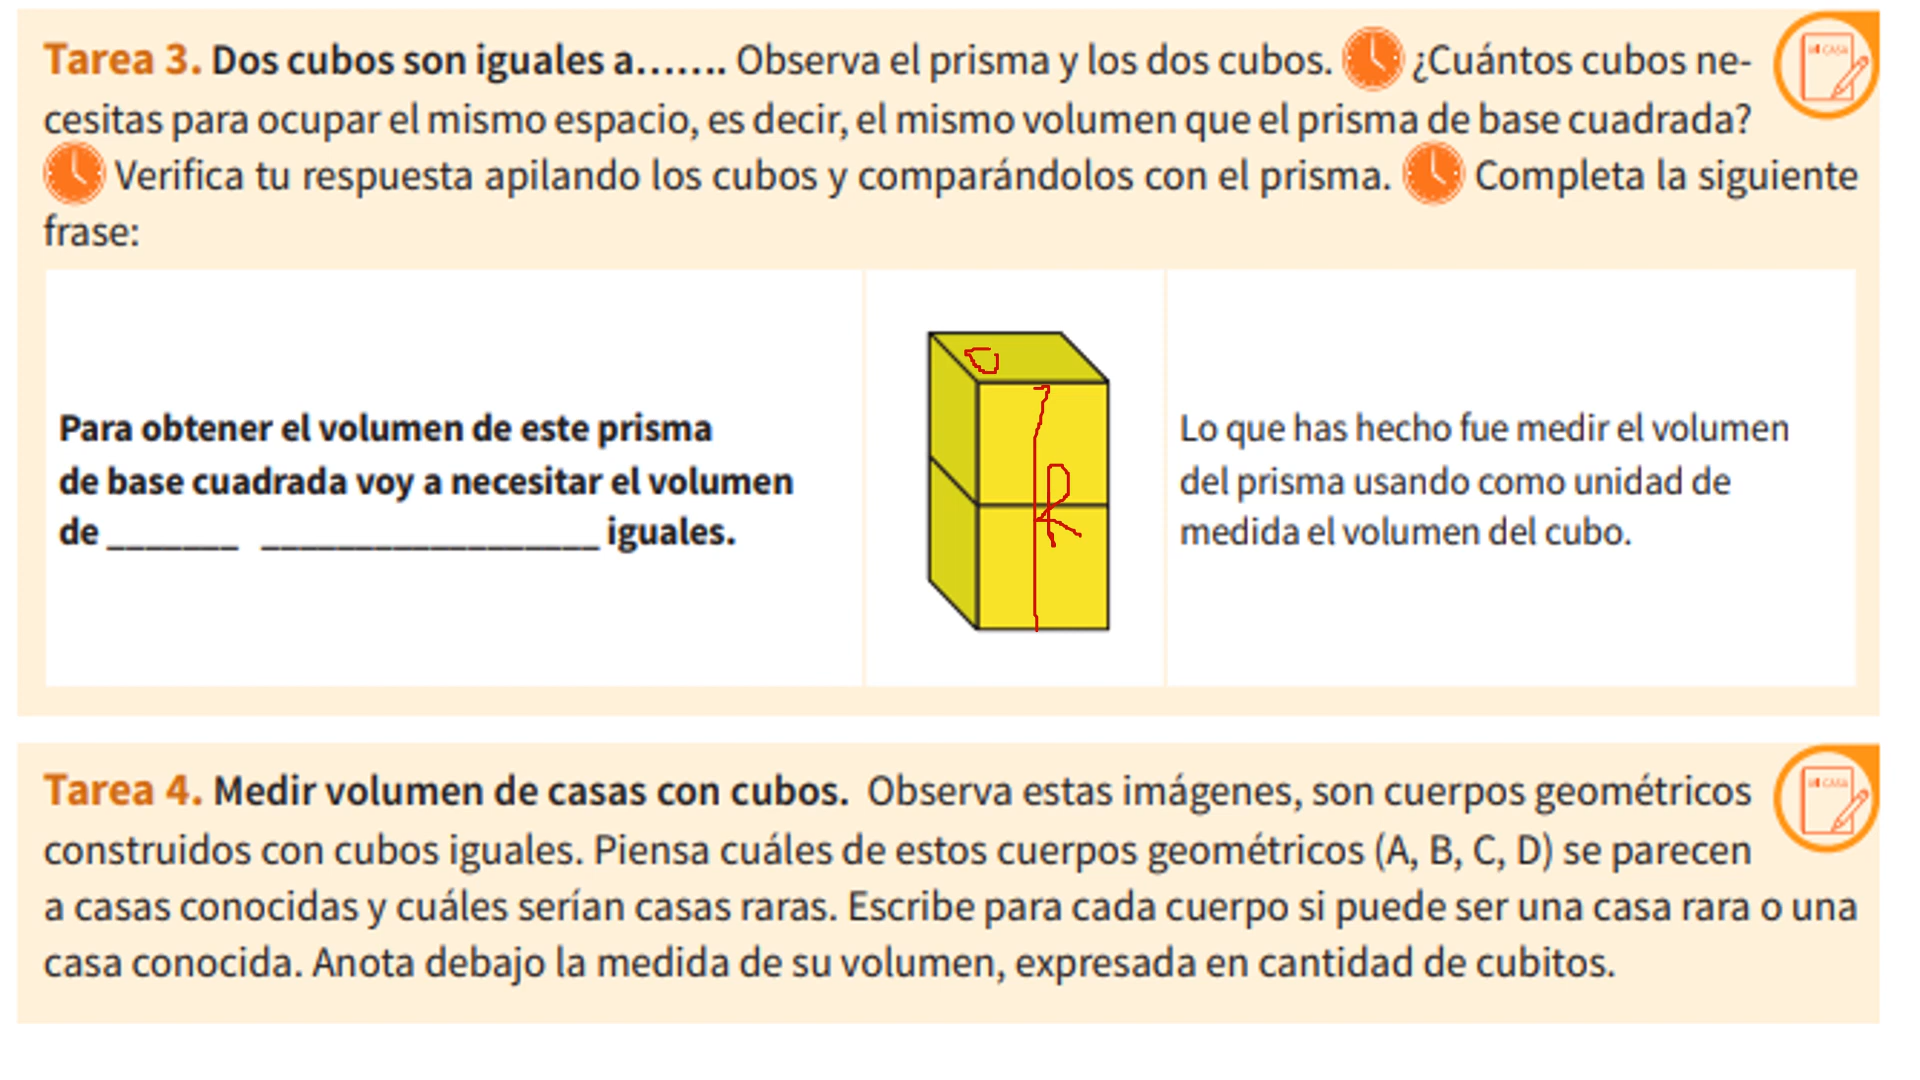 Tarea 3. Dos cubos son iguales a……. Observa el prisma y los dos cubos. ¿Cuántos cubos ne-
cesitas para ocupar el mismo espacio, es decir, el mismo volumen que el prisma de base cuadrada?
Verifica tu respuesta apilando los cubos y comparándolos con el prisma. Completa la siguiente
frase:
Para obtener el volumen de este prisma
de base cuadrada voy a necesitar el volumen
de _______ __________________ iguales.
R
Lo que has hecho fue medir el volumen
del prisma usando como unidad de
medida el volumen del cubo.
Tarea 4. Medir volumen de casas con cubos. Observa estas imágenes, son cuerpos geométricos
construidos con cubos iguales. Piensa cuáles de estos cuerpos geométricos (A, B, C, D) se parecen
a casas conocidas y cuáles serían casas raras. Escribe para cada cuerpo si puede ser una casa rara o una
casa conocida. Anota debajo la medida de su volumen, expresada en cantidad de cubitos.